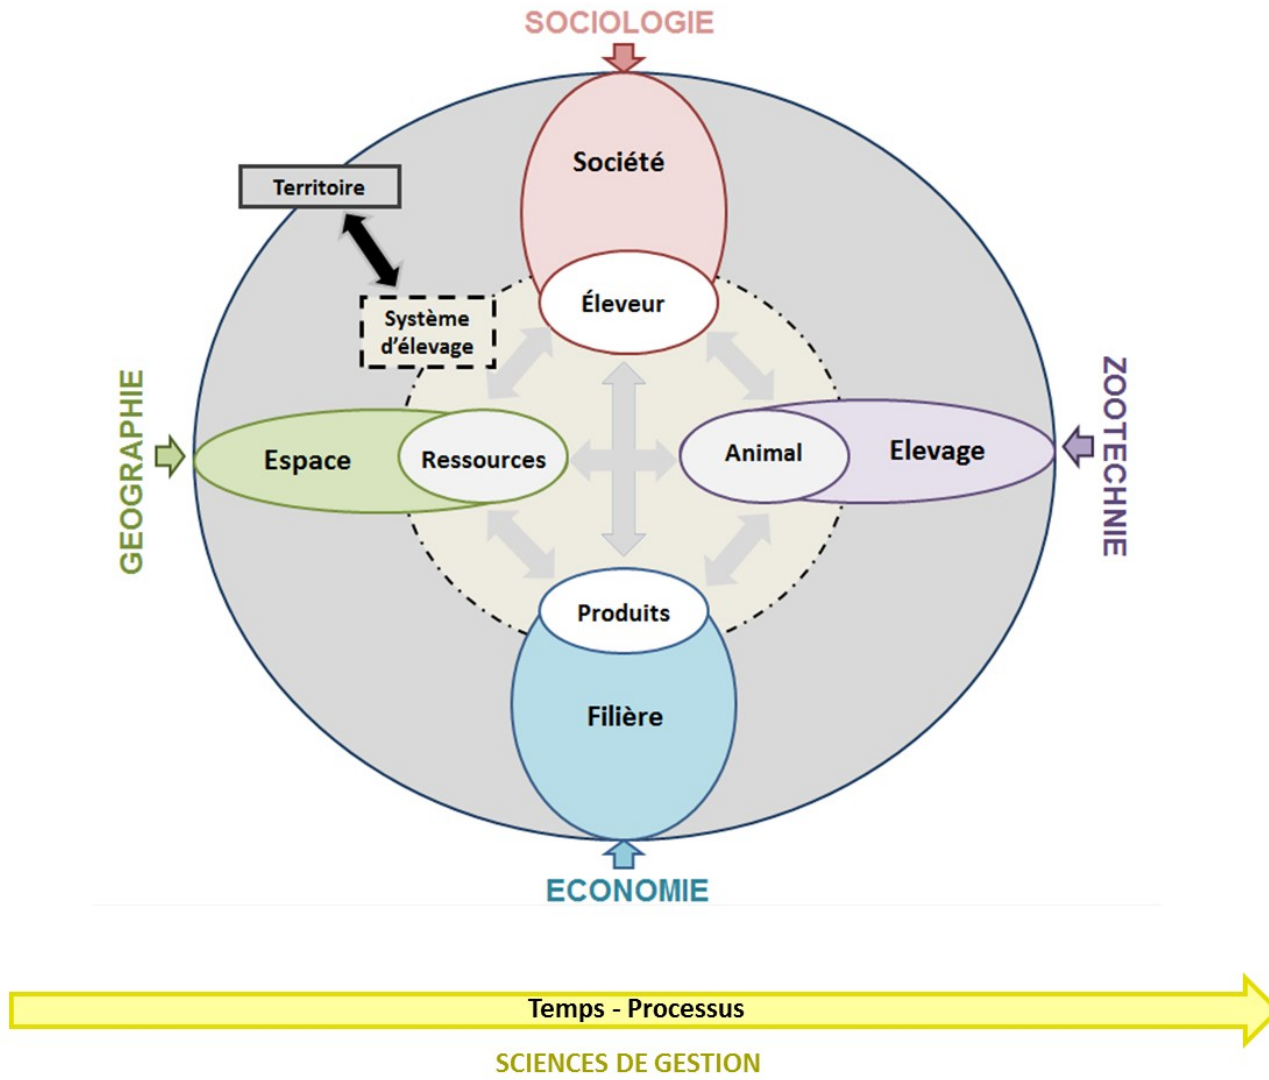 SOCIOLOGIE
Société
Territoire
Éleveur
Système
d'élevage
GEOGRAPHIE
ZOOTECHNIE
Espace
Ressources
Animal
Elevage
Produits
Filière
ECONOMIE
Temps - Processus
SCIENCES DE GESTION